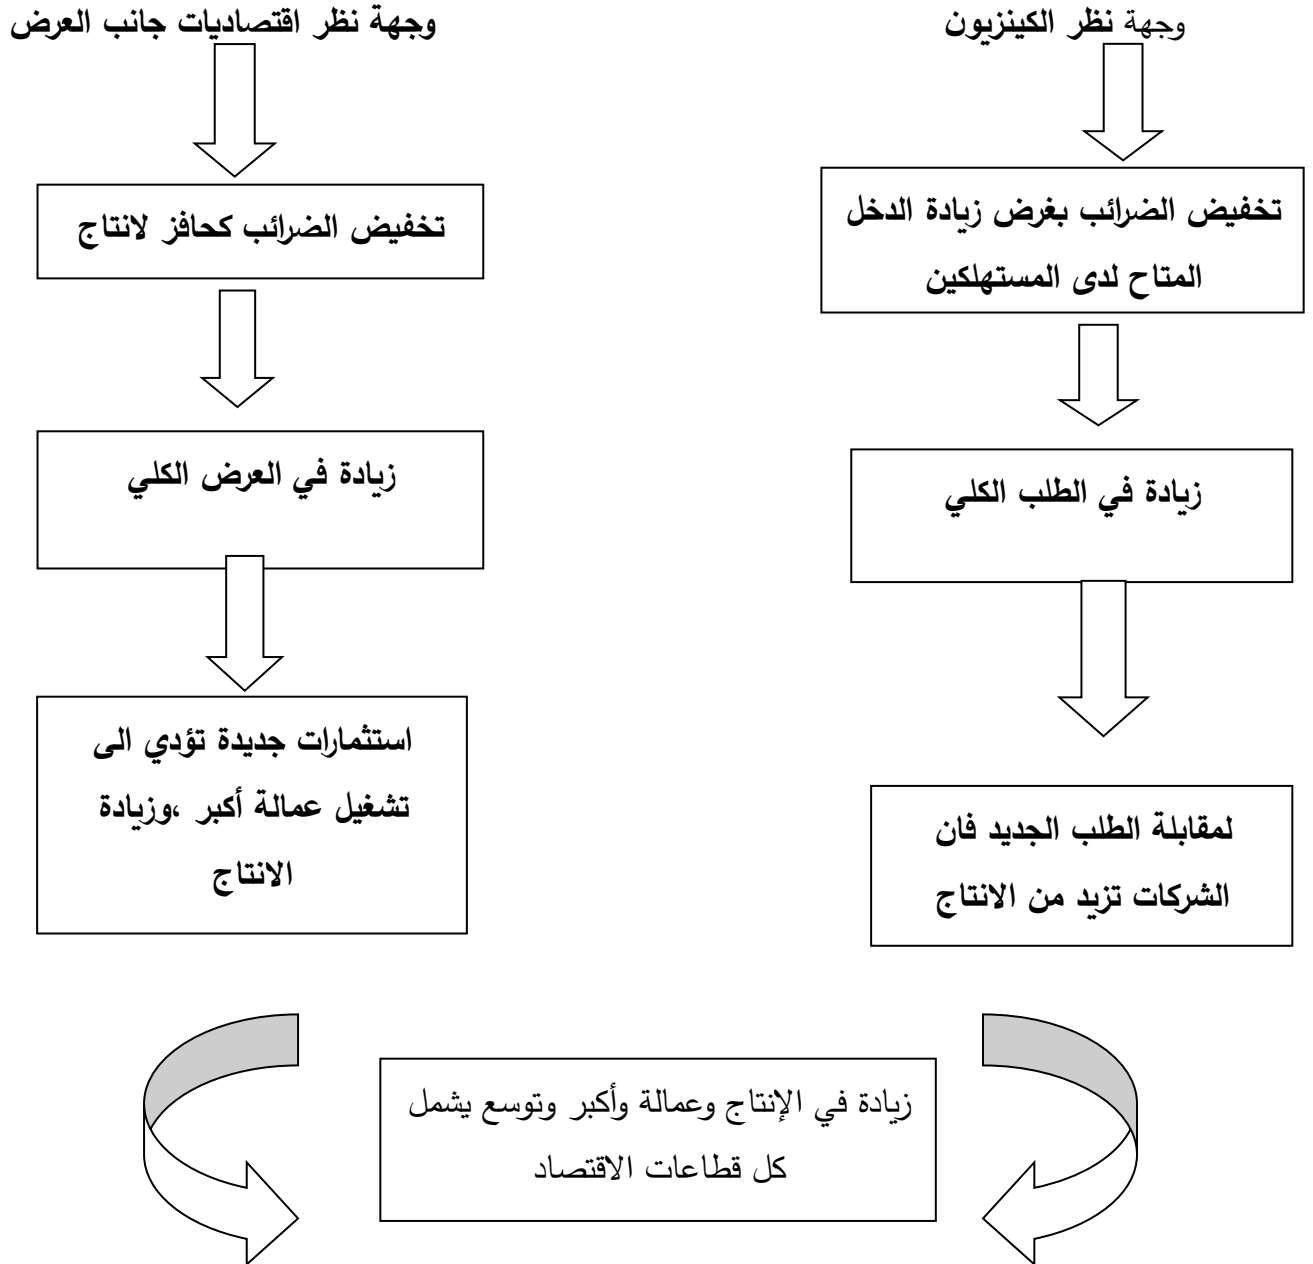 وجهة نظر الكينزيون
وجهة نظر اقتصاديات جانب العرض
تخفيض الضرائب بغرض زيادة الدخل
المتاح لدى المستهلكين
تخفيض الضرائب كحافز لانتاج
زيادة في الطلب الكلي
زيادة في العرض الكلي
لمقابلة الطلب الجديد فان
الشركات تزيد من الانتاج
استثمارات جديدة تؤدي الى
تشغيل عمالة أكبر ،وزيادة
الانتاج
زيادة في الإنتاج وعمالة وأكبر وتوسع يشمل
كل قطاعات الاقتصاد